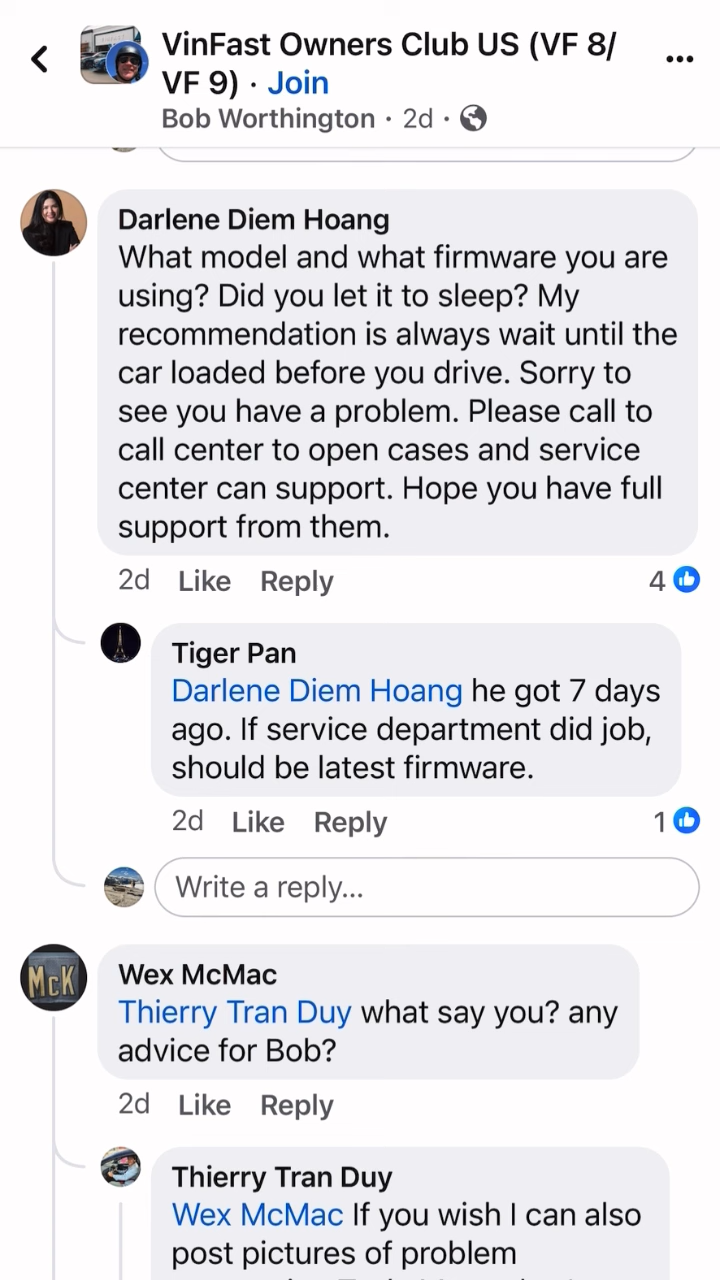 VinFast Owners Club US (VF 8/
VF 9) · Join
Bob Worthington · 2d ·
Darlene Diem Hoang
What model and what firmware you are
using? Did you let it to sleep? My
recommendation is always wait until the
car loaded before you drive. Sorry to
see you have a problem. Please call to
call center to open cases and service
center can support. Hope you have full
support from them.
2d Like Reply 4
Tiger Pan
Darlene Diem Hoang he got 7 days
ago. If service department did job,
should be latest firmware.
2d Like Reply 1
Write a reply...
McK
Wex McMac
Thierry Tran Duy what say you? any
advice for Bob?
2d Like Reply
Thierry Tran Duy
Wex McMac If you wish I can also
post pictures of problem